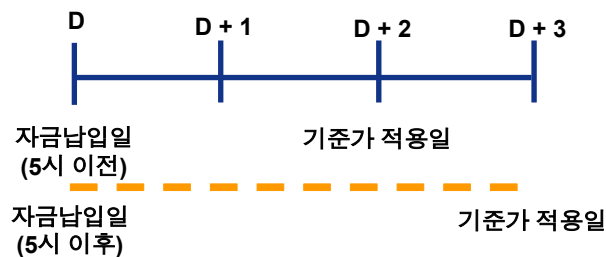 D D + 1 D + 2 D + 3
자금납입일 기준가 적용일
(5시 이전)
자금납입일 기준가 적용일
(5시 이후)